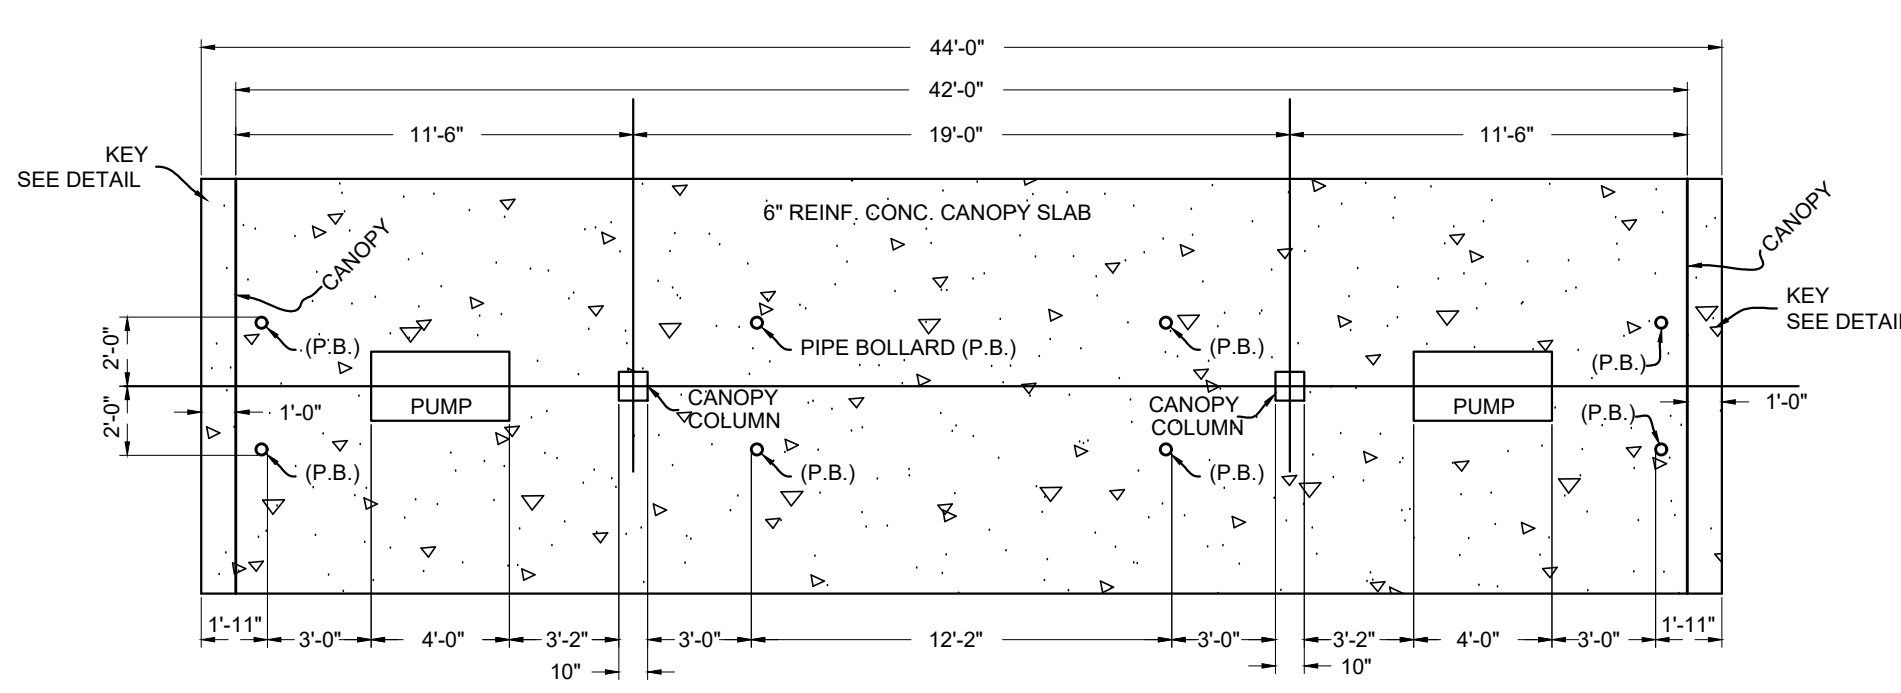 44'-0"
42'-0"
11'-6"
19'-0"
11'-6"
KEY
SEE DETAIL
6" REINF. CONC. CANOPY SLAB
CANOPY
CANOPY
KEY
SEE DETAIL
2'-0"
(P.B.)
PIPE BOLLARD (P.B.)
(P.B.)
(P.B.)
PUMP
CANOPY
COLUMN
CANOPY
COLUMN
PUMP
2'-0"
1'-0"
(P.B.)
1'-0"
(P.B.)
(P.B.)
(P.B.)
1'-11"
3'-0"
4'-0"
3'-2"
3'-0"
12'-2"
3'-0"
3'-2"
4'-0"
3'-0"
1'-11"
10"
10"